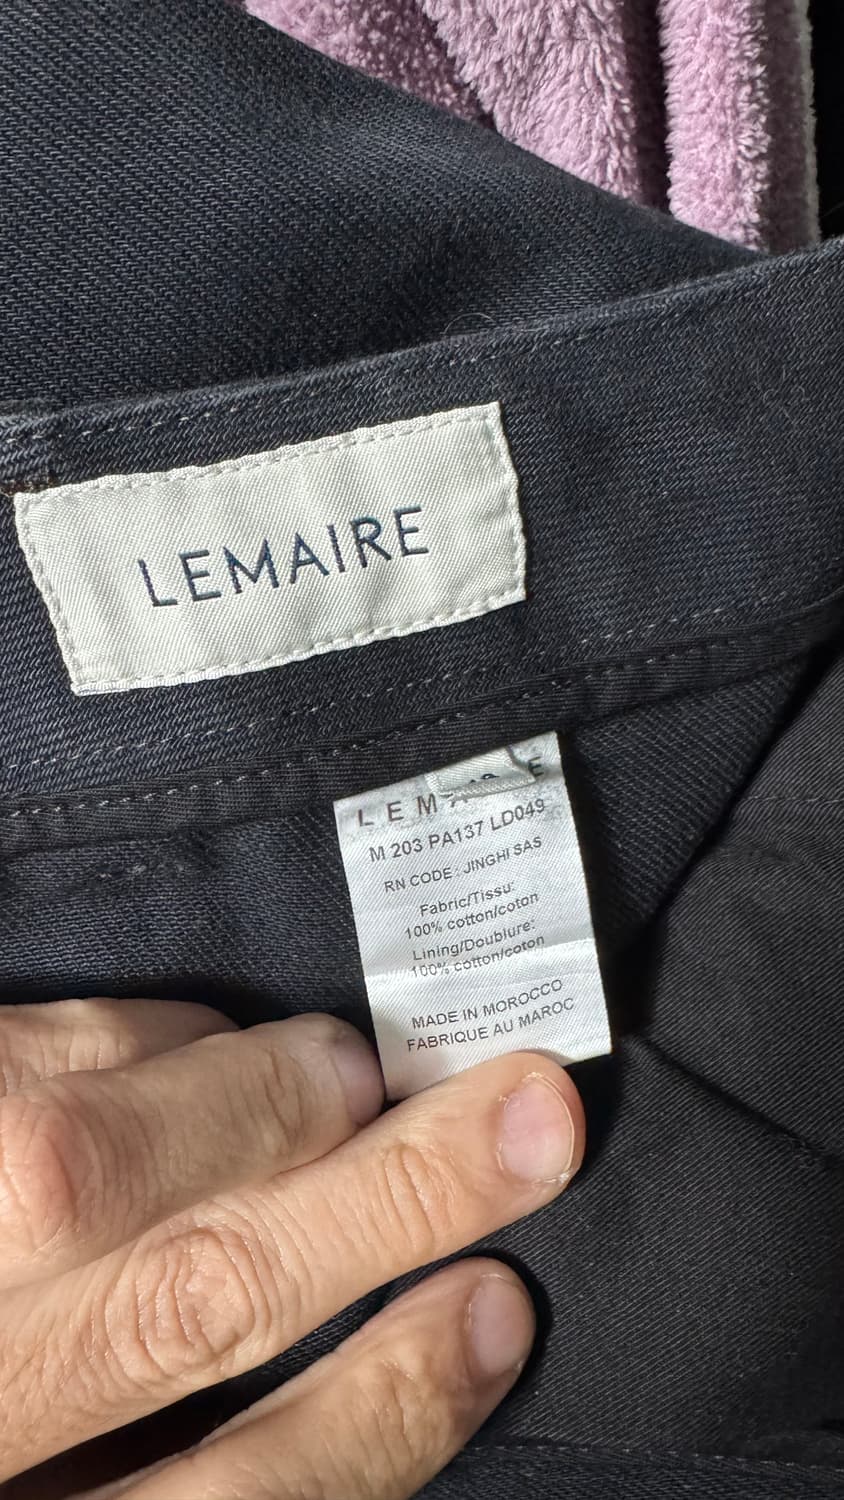 LEMAIRE
LEM E
M 203 PA137 LD049
RN CODE : JINGHI SAS
Fabric/Tissu:
100% cotton/coton
Lining/Doublure:
100% cotton/coton
MADE IN MOROCCO
FABRIQUE AU MAROC